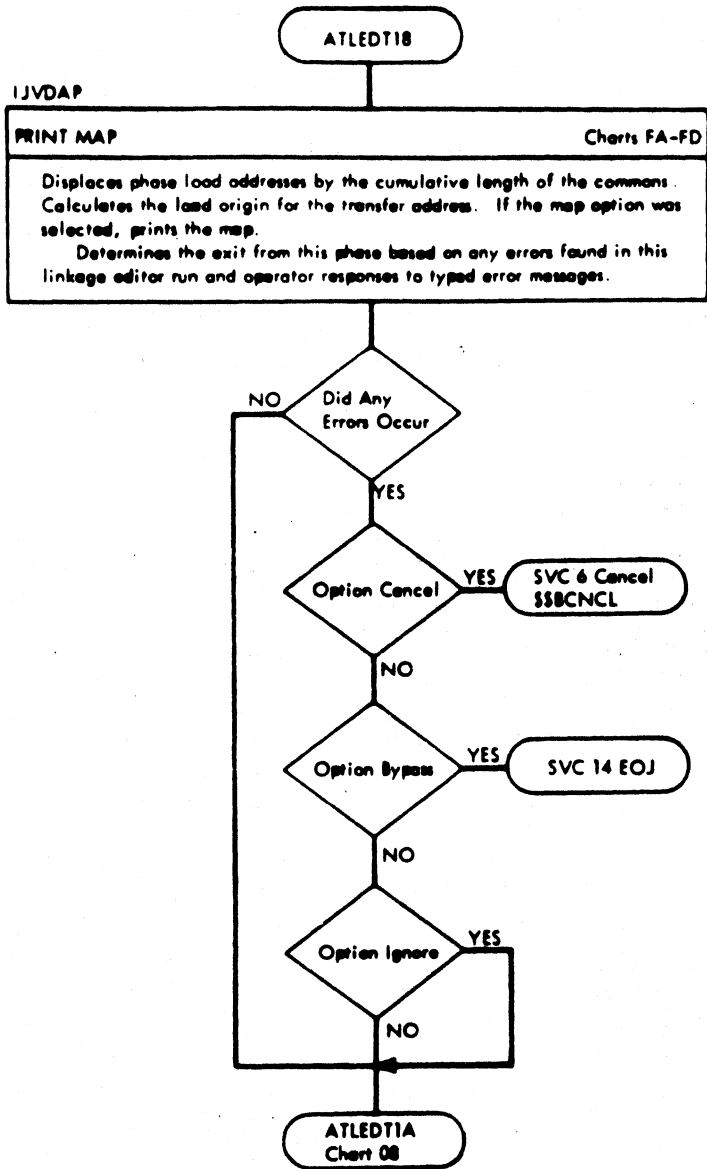 ATLEDT18
IJVDAP
PRINT MAP Charts FA-FD
Displaces phase load addresses by the cumulative length of the commons.
Calculates the load origin for the transfer address. If the map option was
selected, prints the map.
Determines the exit from this phase based on any errors found in this
linkage editor run and operator responses to typed error messages.
Did Any
Errors Occur
NO
YES
Option Cancel
YES
SVC 6 Cancel
$$BCNCL
NO
Option Bypass
YES
SVC 14 EOJ
NO
Option Ignore
YES
NO
ATLEDT1A
Chart 08